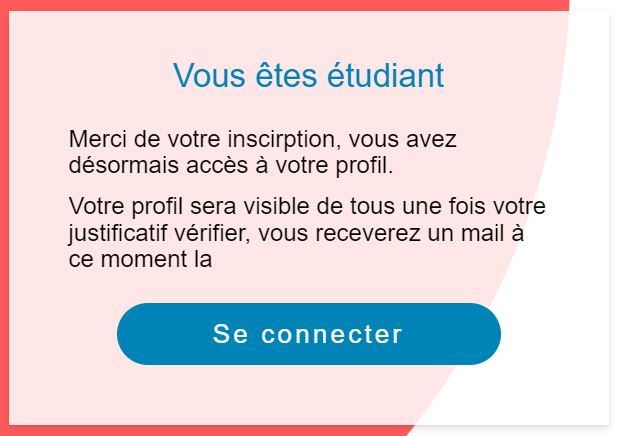 Vous êtes étudiant
Merci de votre inscirption, vous avez
désormais accès à votre profil.
Votre profil sera visible de tous une fois votre
justificatif vérifier, vous receverez un mail à
ce moment la
Se connecter